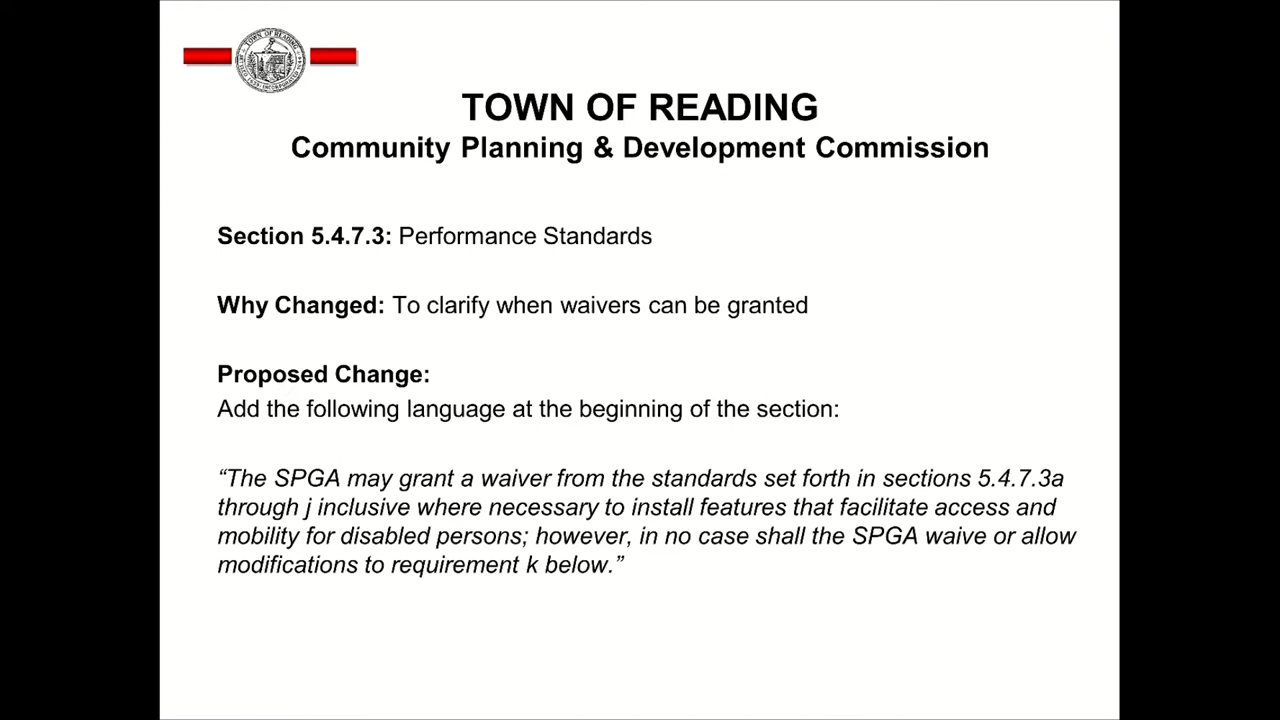 TOWN OF READING
Community Planning & Development Commission
Section 5.4.7.3: Performance Standards
Why Changed: To clarify when waivers can be granted
Proposed Change:
Add the following language at the beginning of the section:
“The SPGA may grant a waiver from the standards set forth in sections 5.4.7.3a
through j inclusive where necessary to install features that facilitate access and
mobility for disabled persons; however, in no case shall the SPGA waive or allow
modifications to requirement k below.”